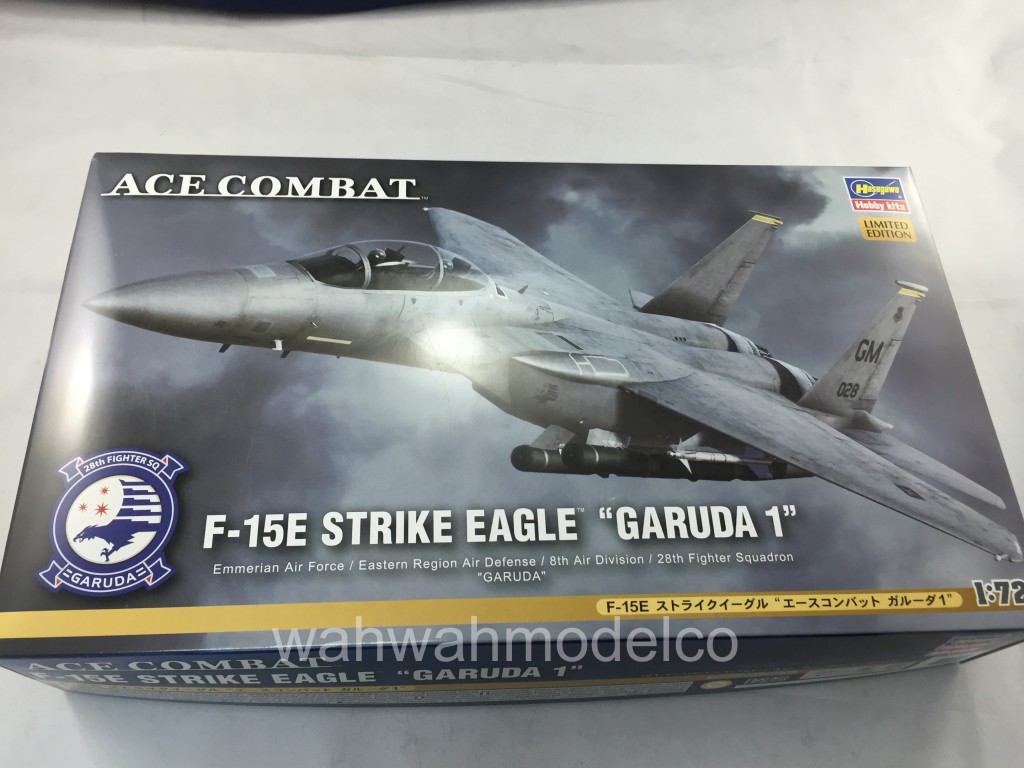 ACE COMBAT™
Hasegawa
Hobby kits
LIMITED
EDITION
GM
028
28th FIGHTER SQ
GARUDA
F-15E STRIKE EAGLE™ “GARUDA 1”
Emmerian Air Force / Eastern Region Air Defense / 8th Air Division / 28th Fighter Squadron
"GARUDA"
F-15E ストライクイーグル “エースコンバット ガルーダ1”
1:72
wahwahmodelco
ACE COMBAT
F-15E STRIKE EAGLE “GARUDA 1”